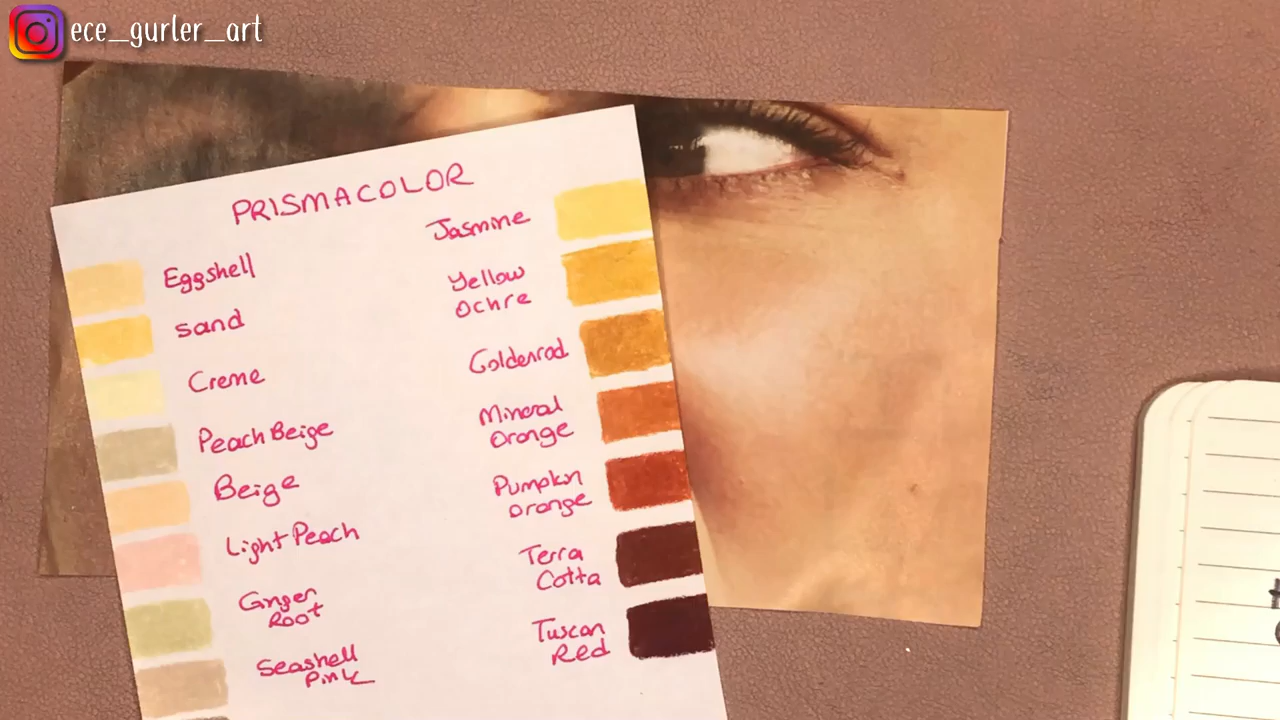 ece_gurler_art
PRISMACOLOR
Eggshell
sand
Creme
Peach Beige
Beige
Light Peach
Ginger
Root
Seashell
Pink
Jasmine
Yellow
Ochre
Goldenrod
Mineral
Orange
Pumpkin
Orange
Terra
Cotta
Tuscan
Red